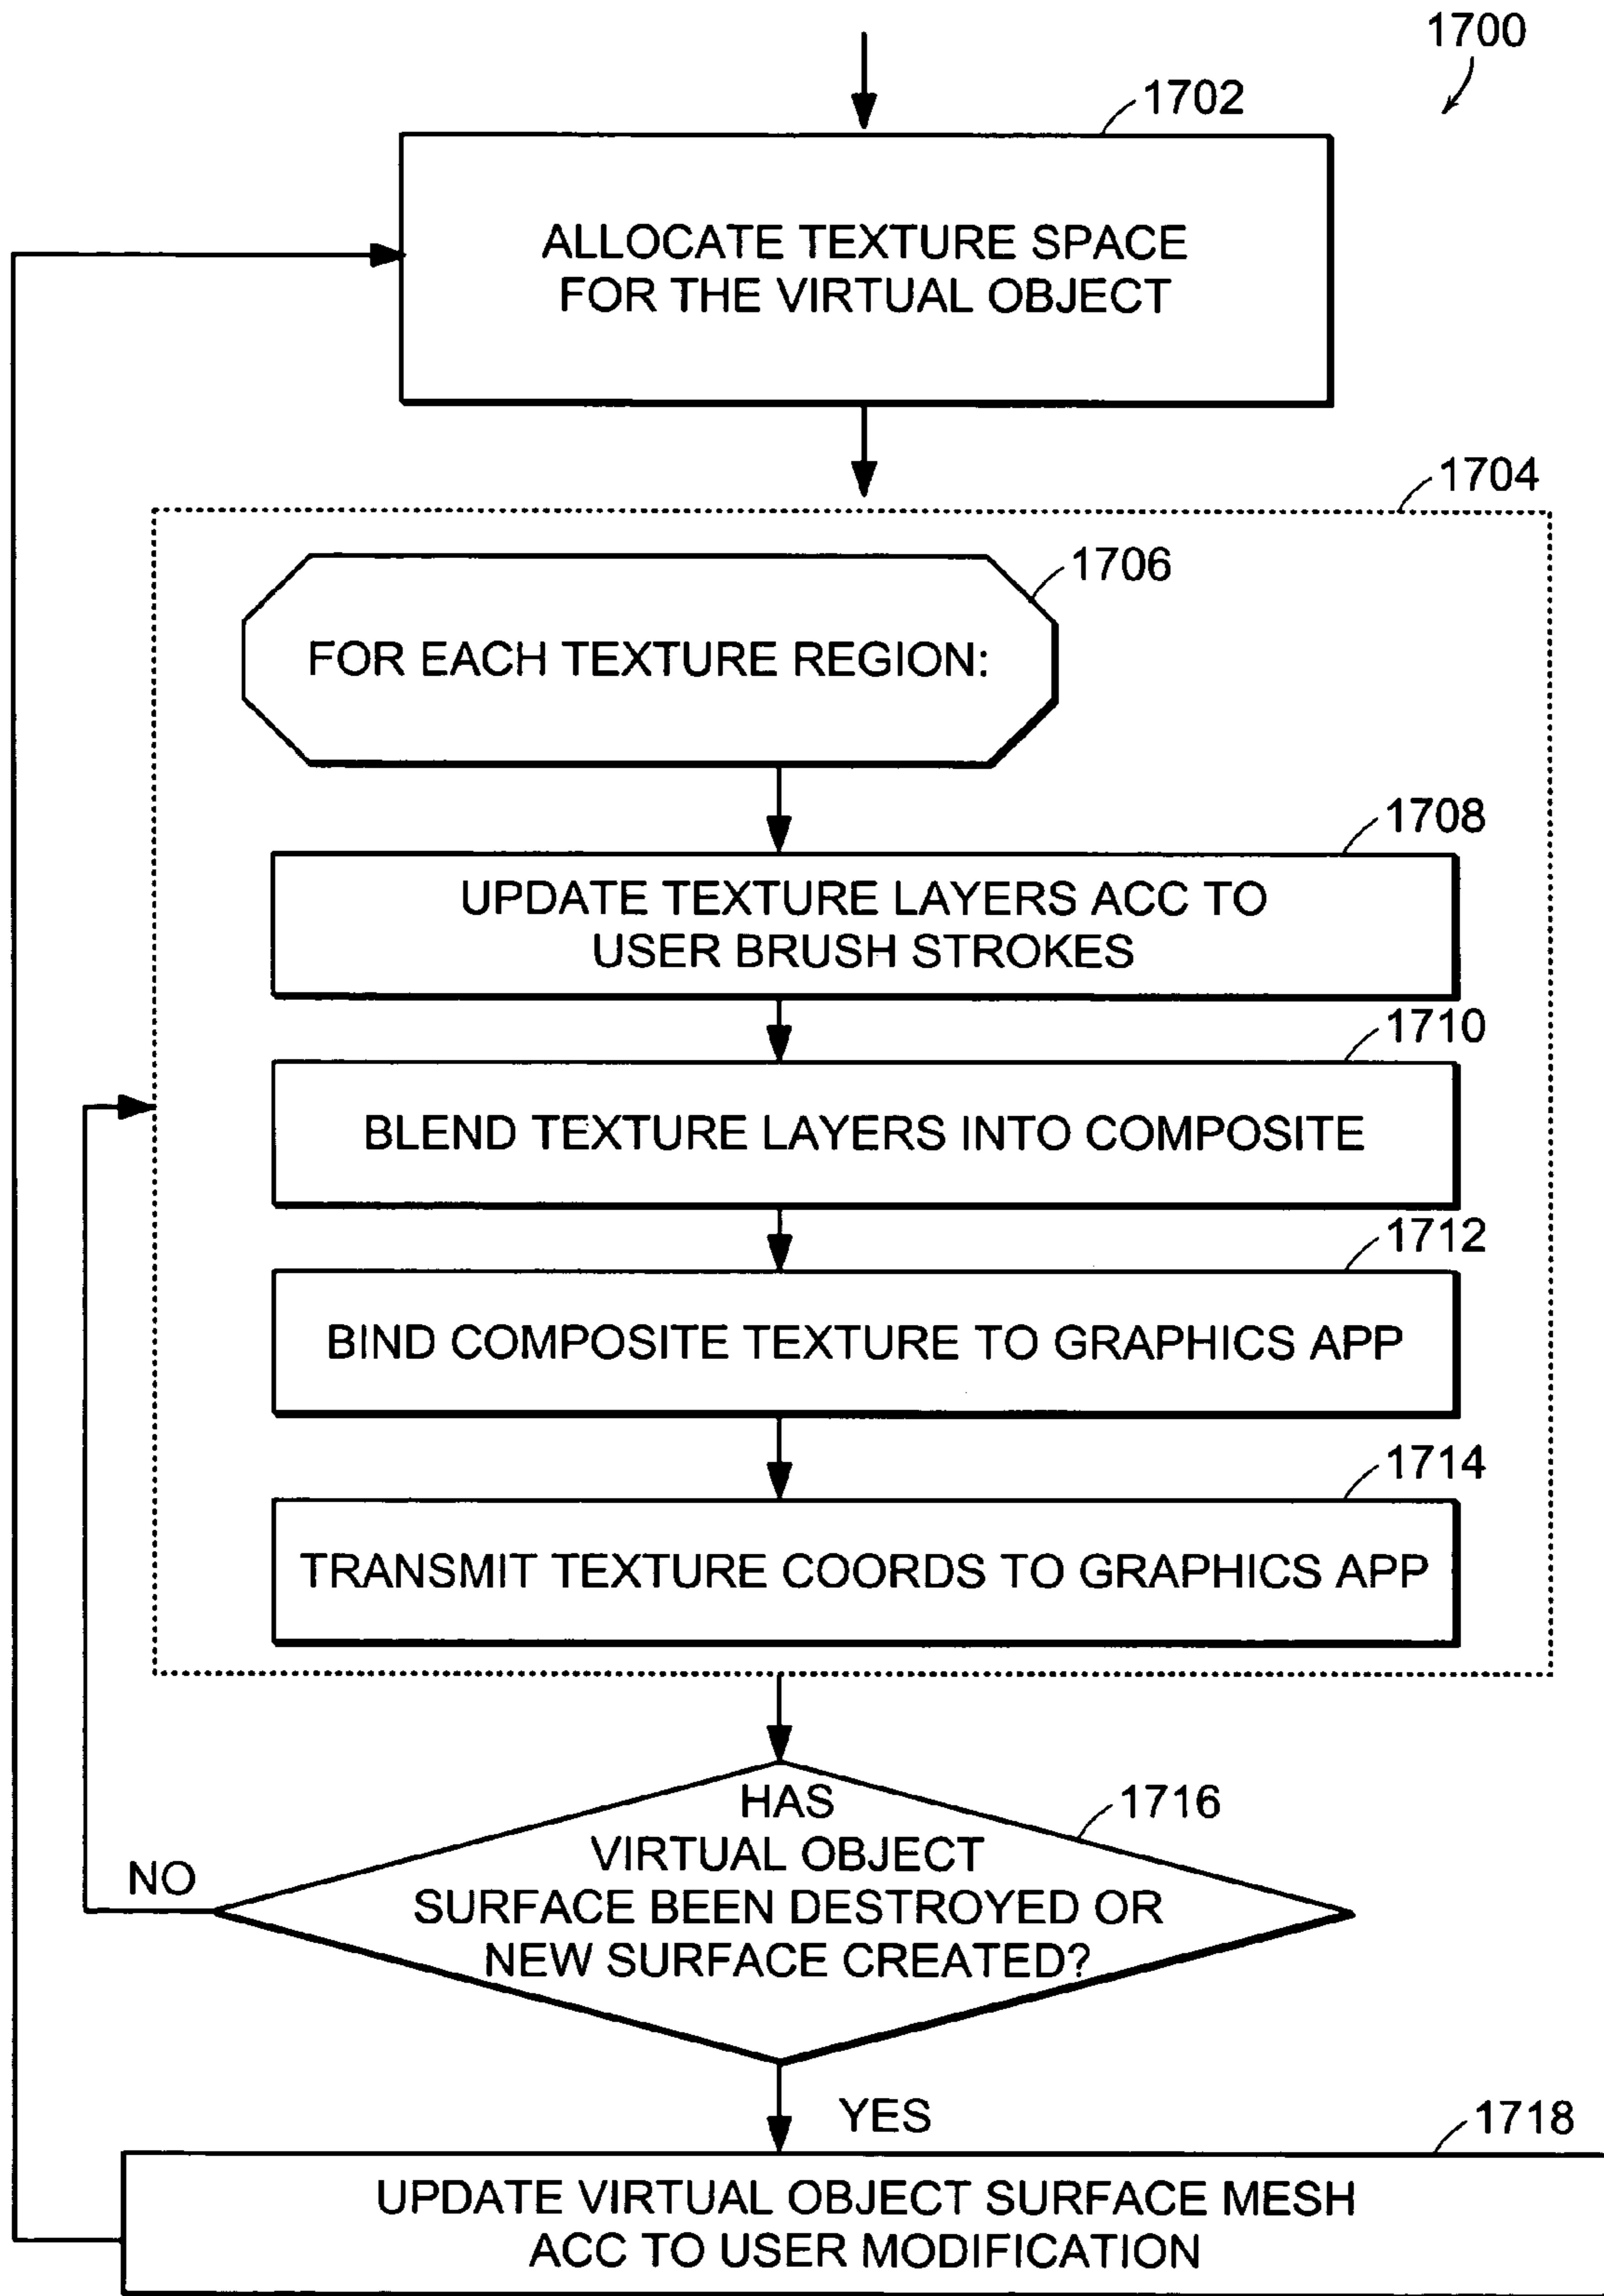 1700
1702
ALLOCATE TEXTURE SPACE
FOR THE VIRTUAL OBJECT
1704
1706
FOR EACH TEXTURE REGION:
1708
UPDATE TEXTURE LAYERS ACC TO
USER BRUSH STROKES
1710
BLEND TEXTURE LAYERS INTO COMPOSITE
1712
BIND COMPOSITE TEXTURE TO GRAPHICS APP
1714
TRANSMIT TEXTURE COORDS TO GRAPHICS APP
1716
HAS
VIRTUAL OBJECT
SURFACE BEEN DESTROYED OR
NEW SURFACE CREATED?
NO
YES
1718
UPDATE VIRTUAL OBJECT SURFACE MESH
ACC TO USER MODIFICATION